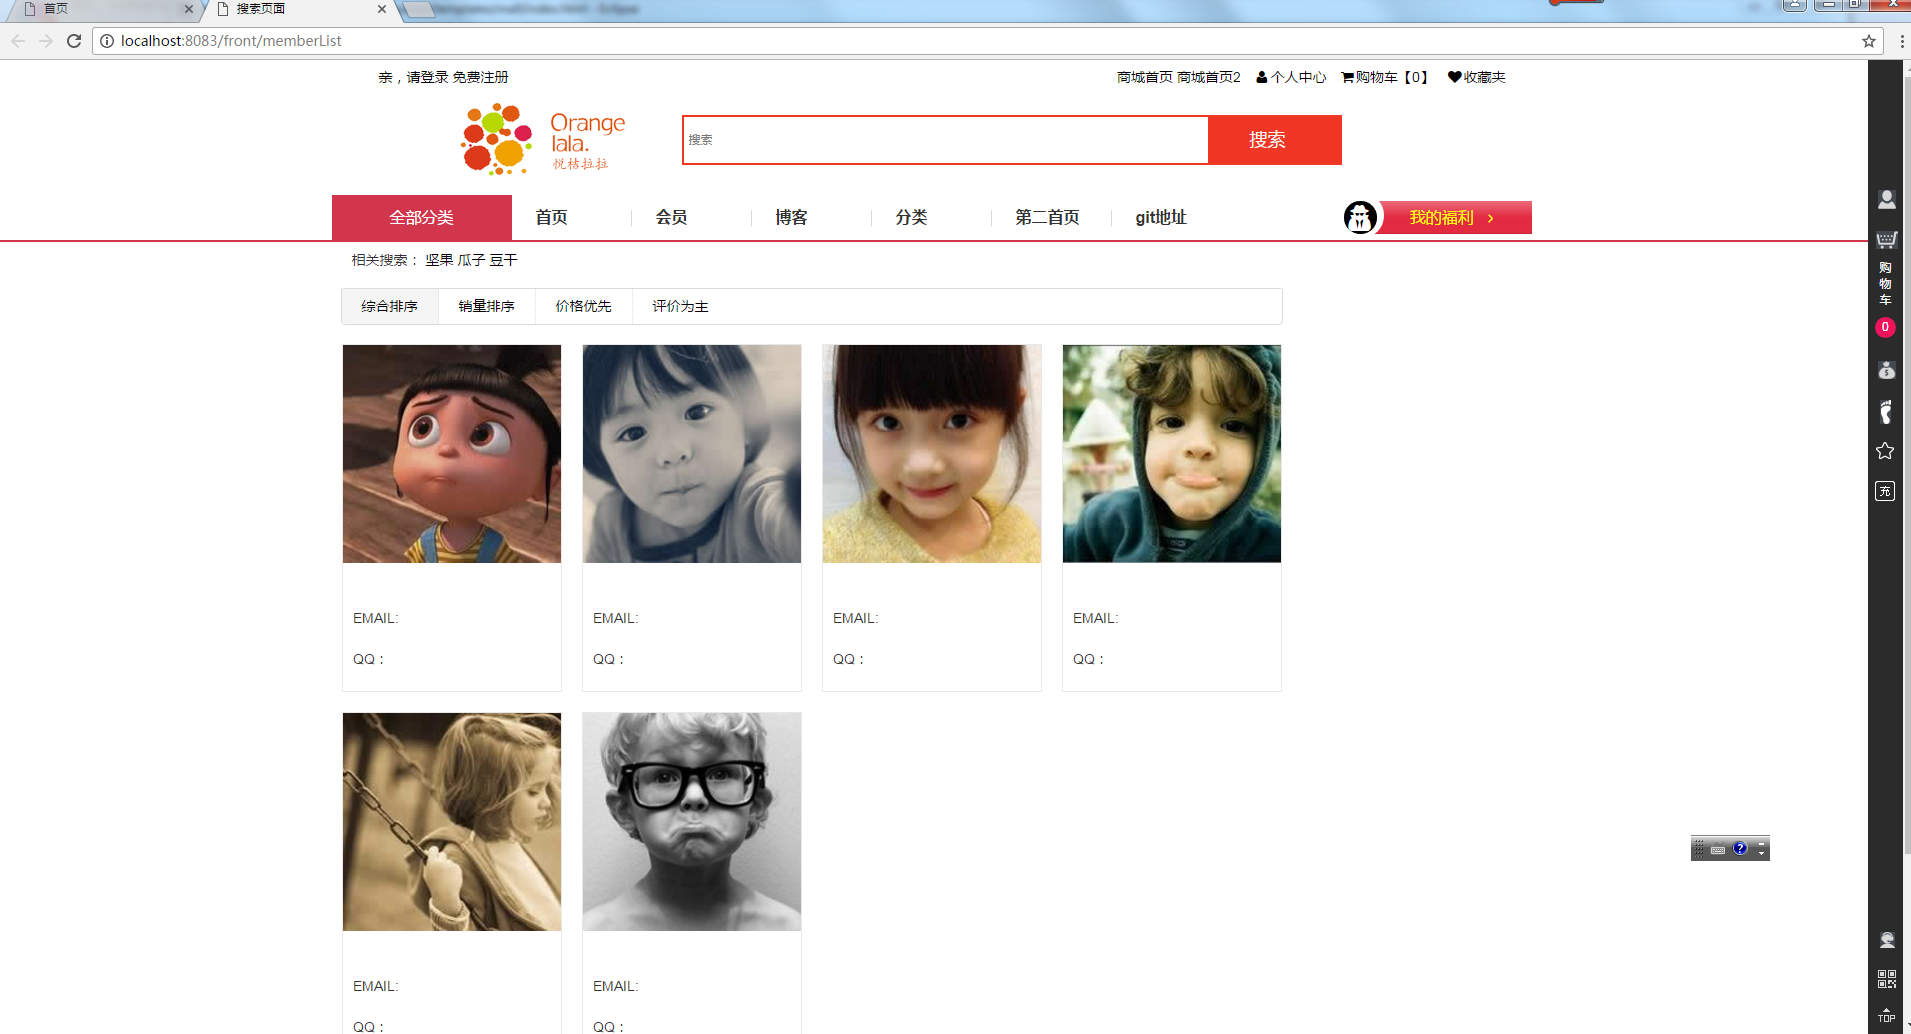 首页
搜索页面
localhost:8083/front/memberList
亲，请登录 免费注册
商城首页 商城首页2 个人中心 购物车【0】 收藏夹
Orange
lala.
悦桔拉拉
搜索
搜索
全部分类 首页 会员 博客 分类 第二首页 git地址 我的福利 >
相关搜索： 坚果 瓜子 豆干
综合排序 销量排序 价格优先 评价为主
EMAIL: EMAIL: EMAIL: EMAIL:
QQ： QQ： QQ： QQ：
EMAIL: EMAIL:
QQ： QQ：
购
物
车
0
充
TOP